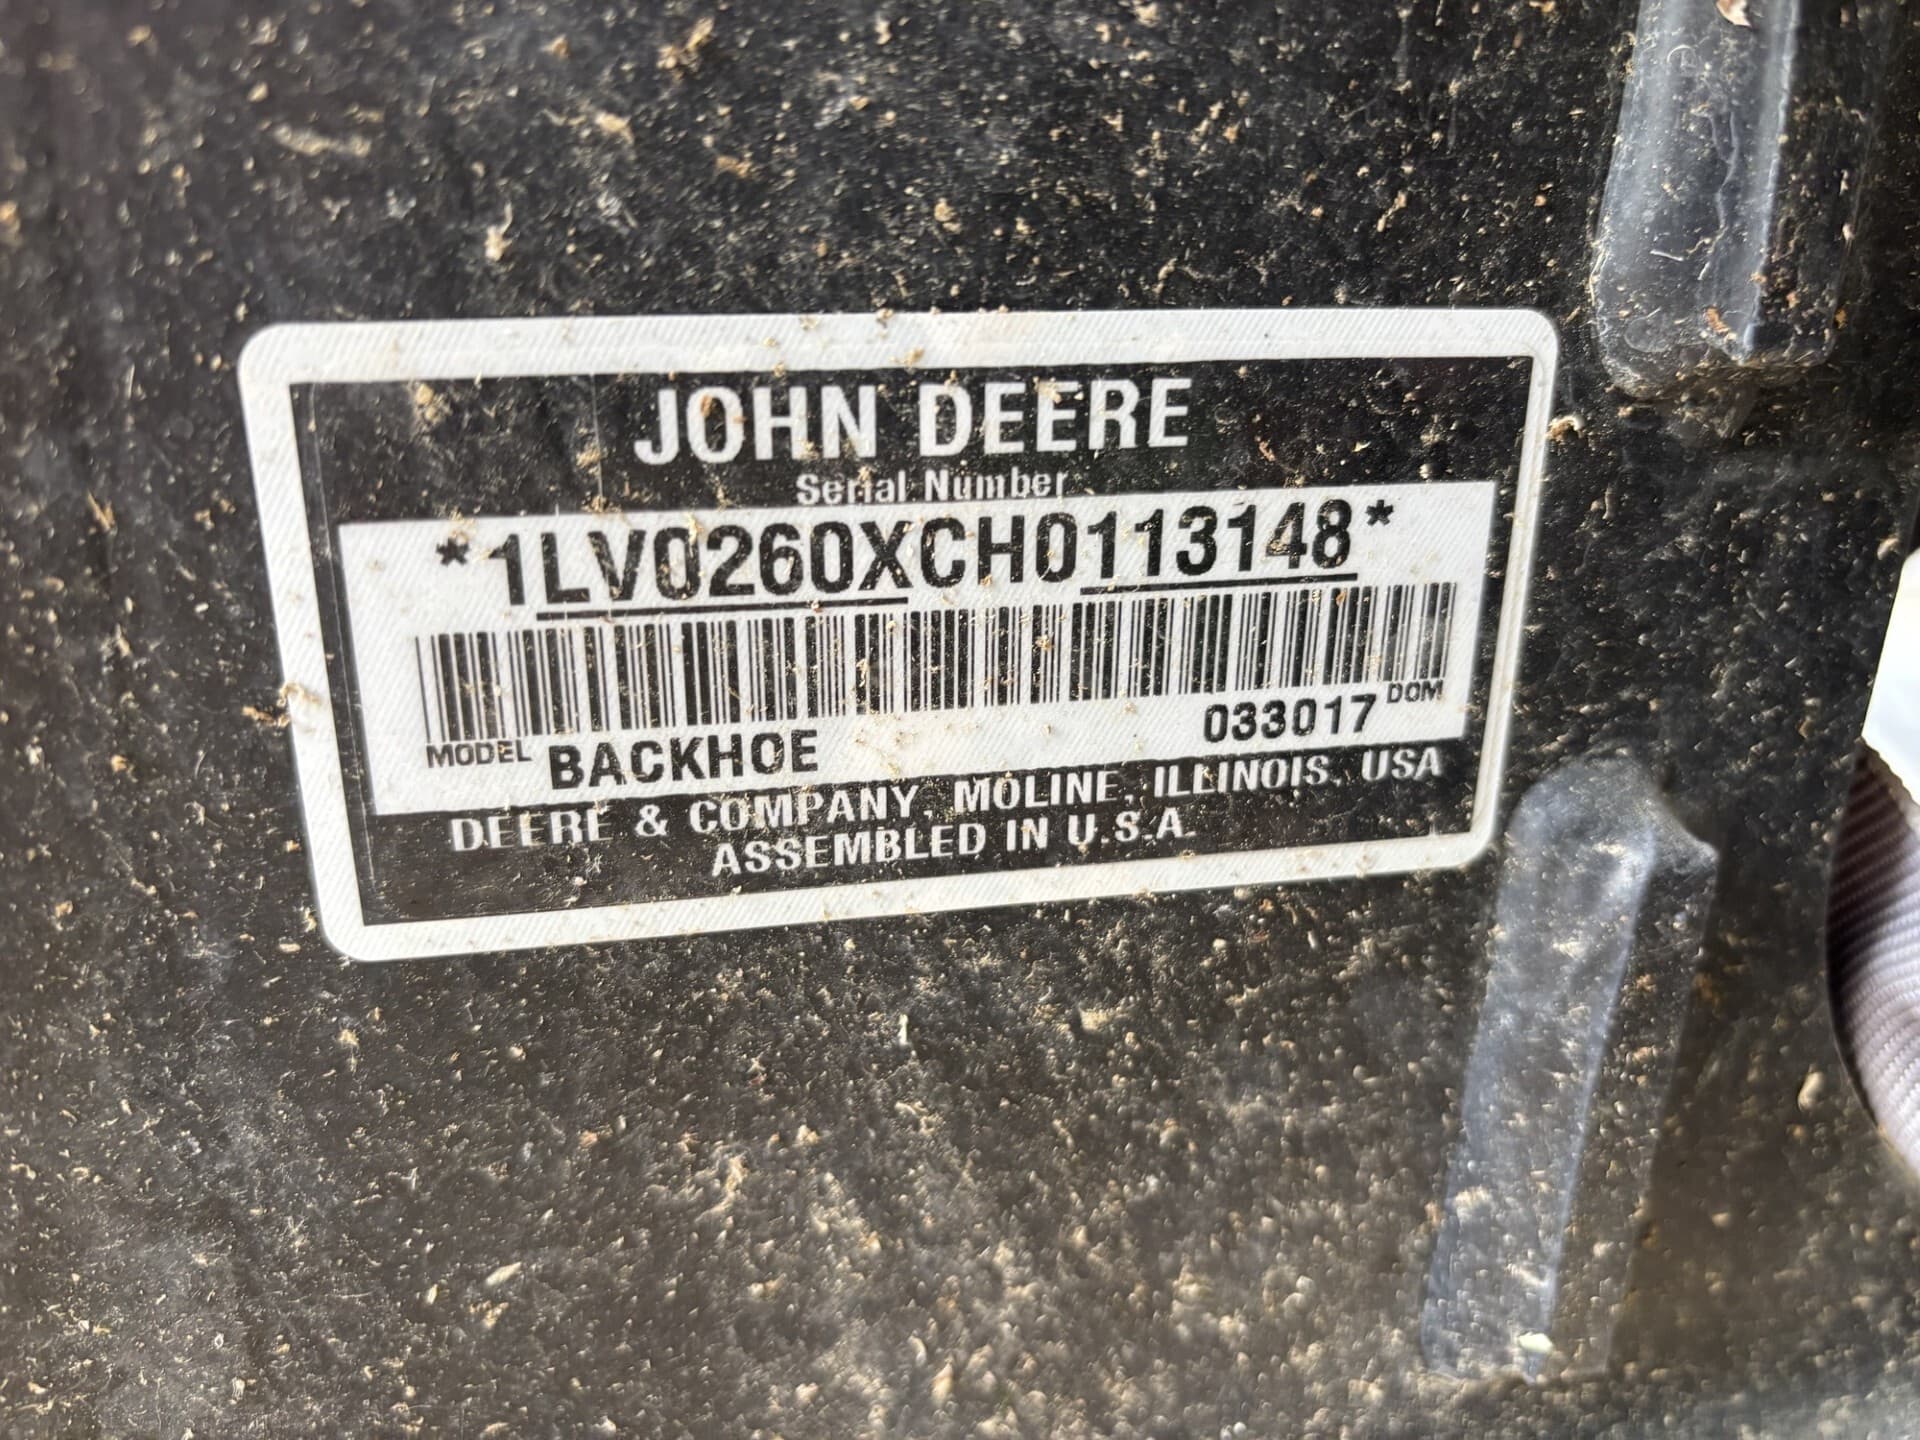 JOHN DEERE
Serial Number
*1LV0260XCH0113148*
MODEL BACKHOE 033017 DOM
DEERE & COMPANY, MOLINE, ILLINOIS, USA
ASSEMBLED IN U.S.A.